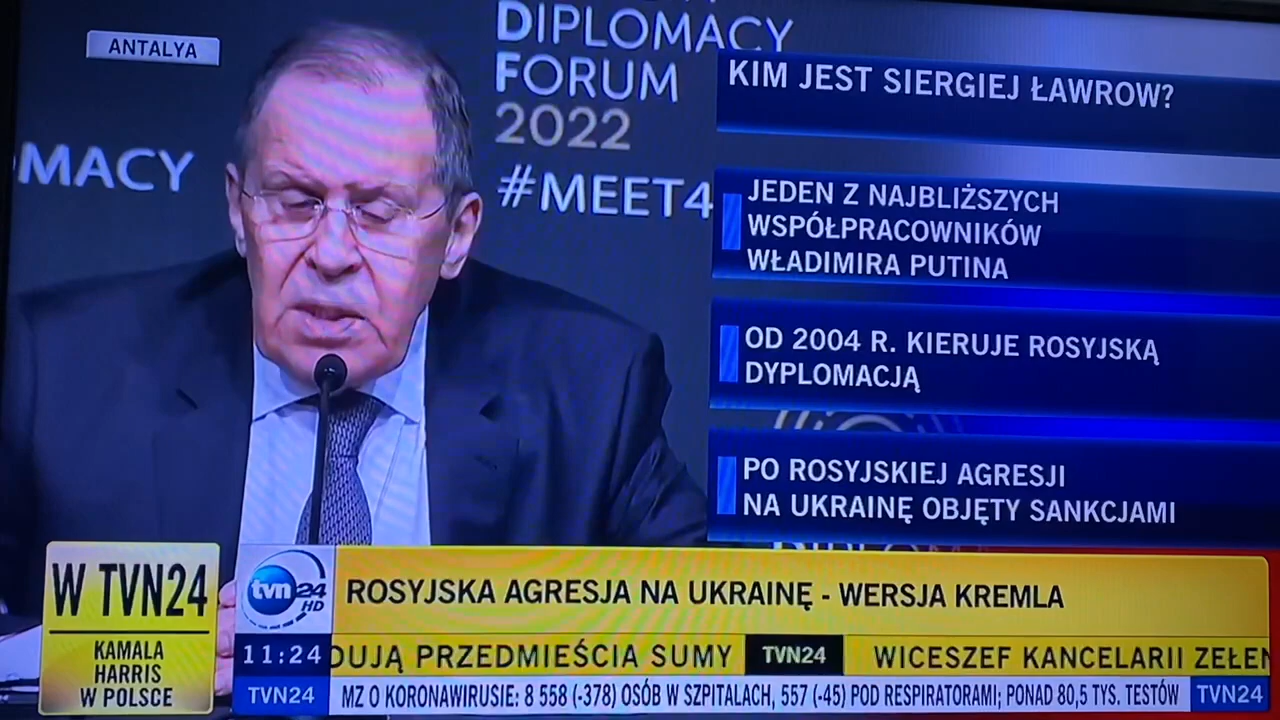 ANTALYA
DIPLOMACY
FORUM
2022
#MEET4
OMACY
KIM JEST SIERGIEJ ŁAWROW?
JEDEN Z NAJBLIŻSZYCH
WSPÓŁPRACOWNIKÓW
WŁADIMIRA PUTINA
OD 2004 R. KIERUJE ROSYJSKĄ
DYPLOMACJĄ
PO ROSYJSKIEJ AGRESJI
NA UKRAINĘ OBJĘTY SANKCJAMI
W TVN24
KAMALA
HARRIS
W POLSCE
tvn24
HD
ROSYJSKA AGRESJA NA UKRAINĘ - WERSJA KREMLA
11:24
DUJĄ PRZEDMIEŚCIA SUMY TVN24 WICESZEF KANCELARII ZEŁEN
TVN24
MZ O KORONAWIRUSIE: 8 558 (-378) OSÓB W SZPITALACH, 557 (-45) POD RESPIRATORAMI; PONAD 80,5 TYS. TESTÓW
TVN24